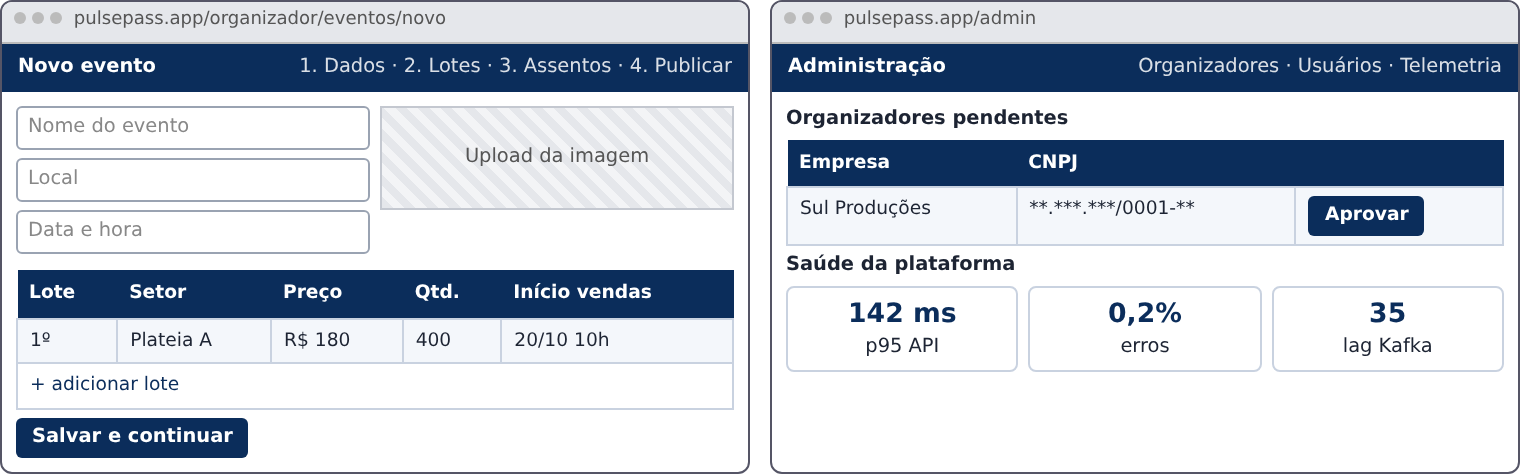 pulsepass.app/organizador/eventos/novo
Novo evento
1. Dados · 2. Lotes · 3. Assentos · 4. Publicar
Nome do evento
Local
Data e hora
Upload da imagem
Lote Setor Preço Qtd. Início vendas
1º Plateia A R$ 180 400 20/10 10h
+ adicionar lote
Salvar e continuar
pulsepass.app/admin
Administração
Organizadores · Usuários · Telemetria
Organizadores pendentes
Empresa CNPJ
Sul Produções **.***.***/0001-** Aprovar
Saúde da plataforma
142 ms
p95 API
0,2%
erros
35
lag Kafka